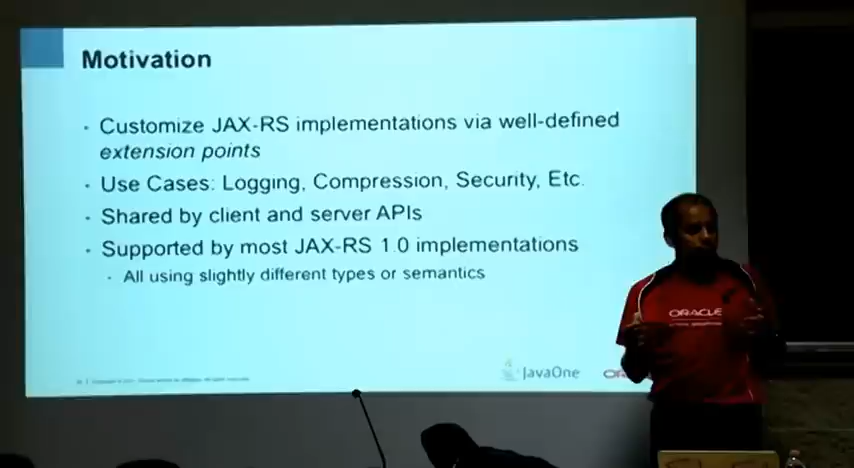 Motivation
· Customize JAX-RS implementations via well-defined
extension points
· Use Cases: Logging, Compression, Security, Etc.
· Shared by client and server APIs
· Supported by most JAX-RS 1.0 implementations
· All using slightly different types or semantics
JavaOne
ORACLE